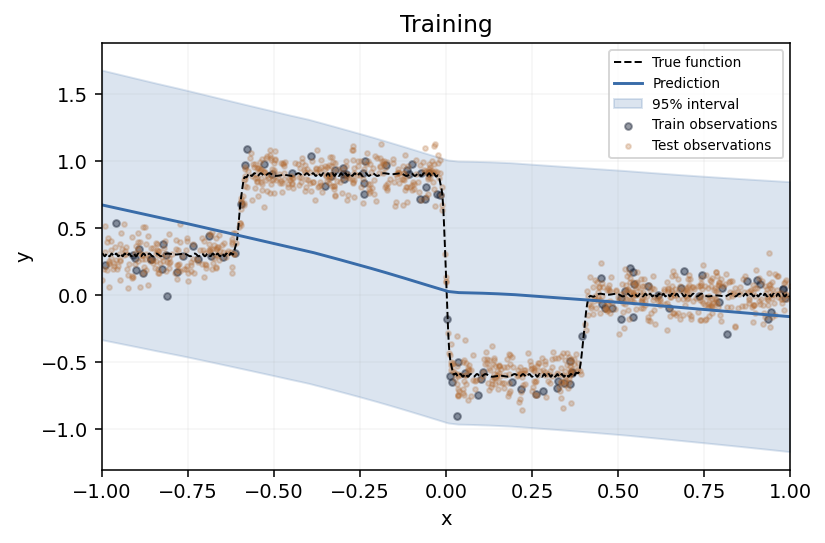 Training
True function
Prediction
95% interval
Train observations
Test observations
y
1.5
1.0
0.5
0.0
−0.5
−1.0
−1.00 −0.75 −0.50 −0.25 0.00 0.25 0.50 0.75 1.00
x